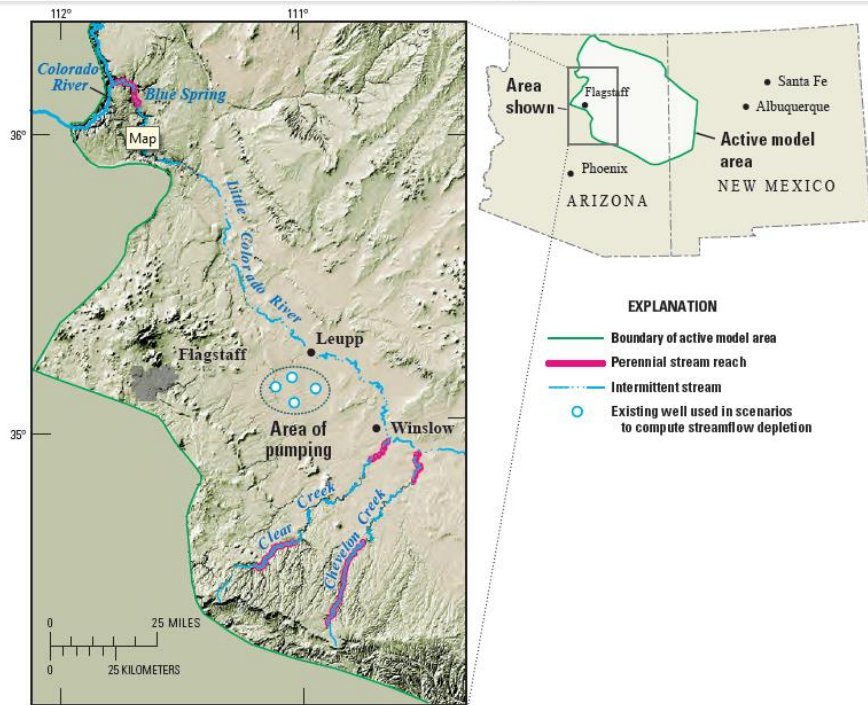 112°
111°
Colorado
River
Blue Spring
36°
Map
Little Colorado River
Leupp
Flagstaff
Area of
pumping
Winslow
35°
Clear Creek
Chevelon Creek
0 25 MILES
0 25 KILOMETERS
Area
shown
Flagstaff
Santa Fe
Albuquerque
Active model
area
Phoenix
ARIZONA
NEW MEXICO
EXPLANATION
Boundary of active model area
Perennial stream reach
Intermittent stream
Existing well used in scenarios
to compute streamflow depletion